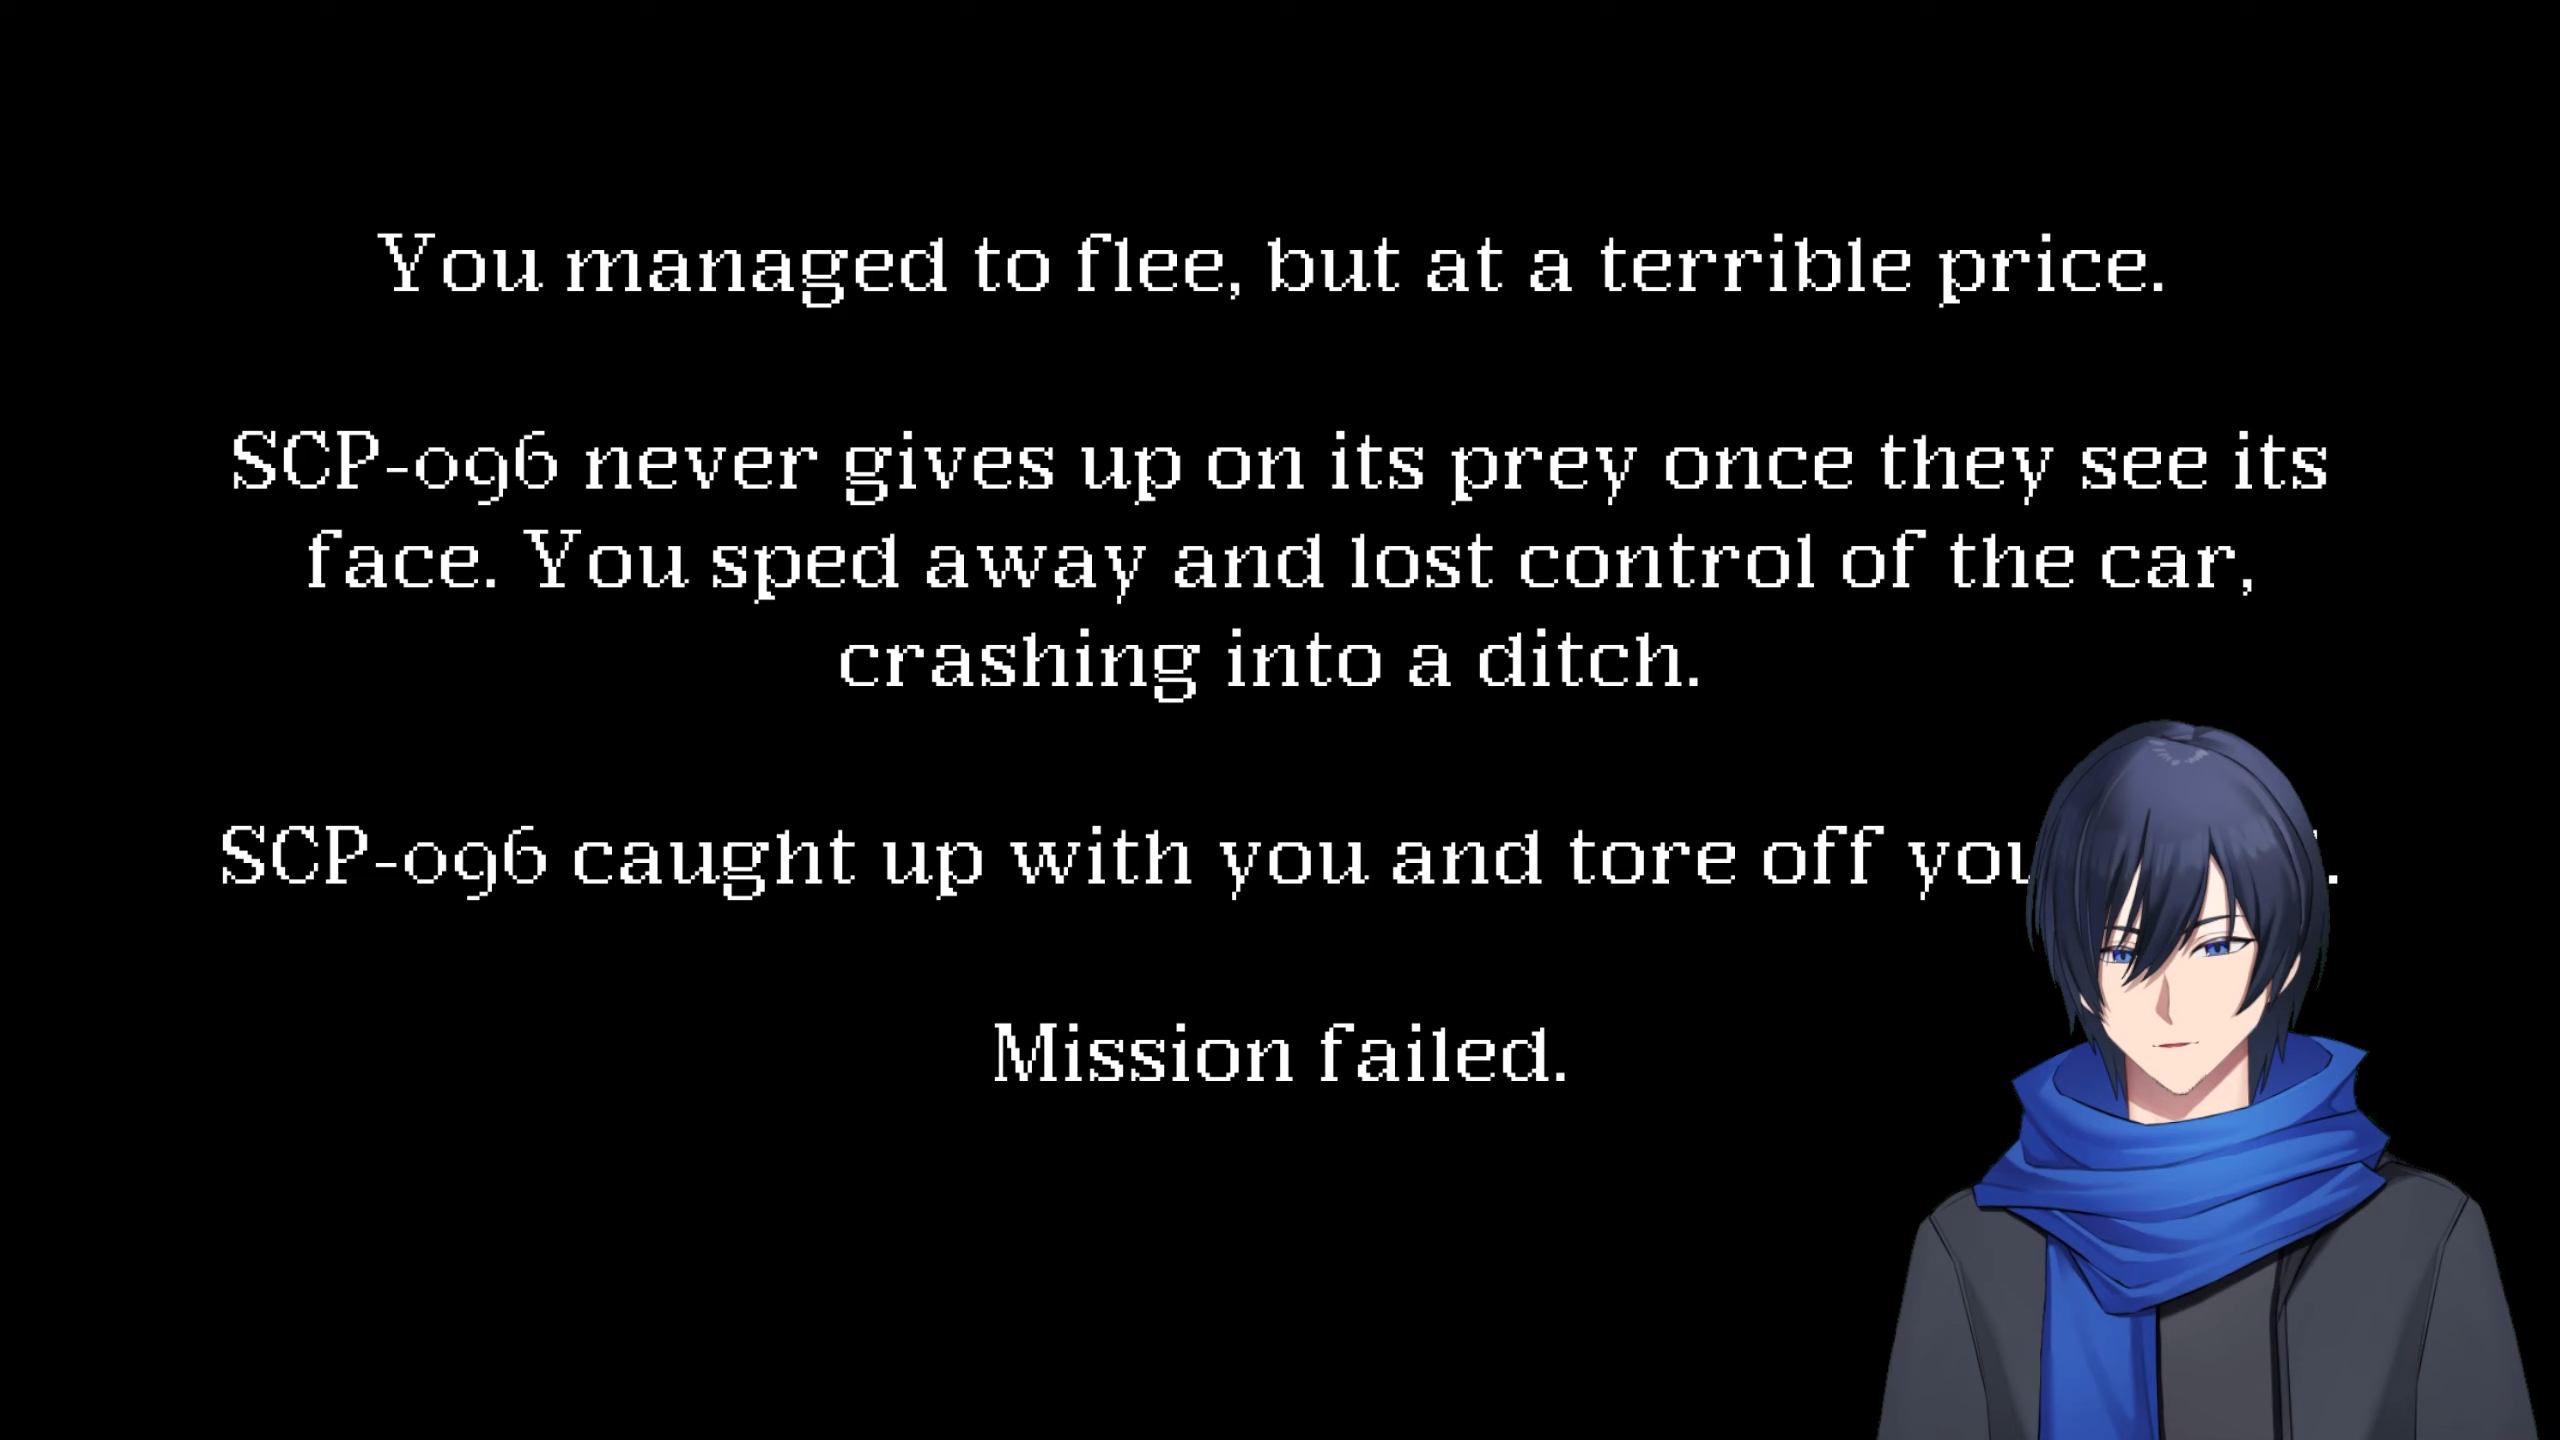 You managed to flee, but at a terrible price.
SCP-096 never gives up on its prey once they see its
face. You sped away and lost control of the car,
crashing into a ditch.
SCP-096 caught up with you and tore off
Mission failed.